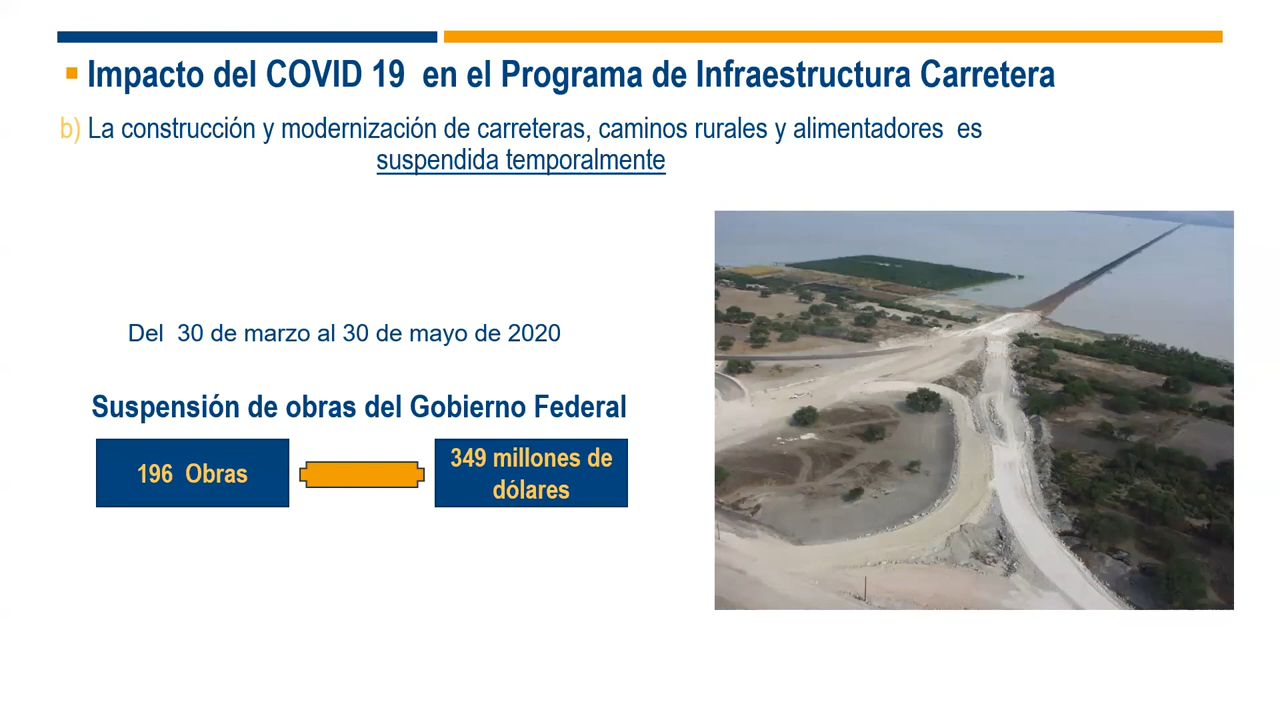 Impacto del COVID 19 en el Programa de Infraestructura Carretera
b) La construcción y modernización de carreteras, caminos rurales y alimentadores es
suspendida temporalmente
Del 30 de marzo al 30 de mayo de 2020
Suspensión de obras del Gobierno Federal
196 Obras
349 millones de
dólares